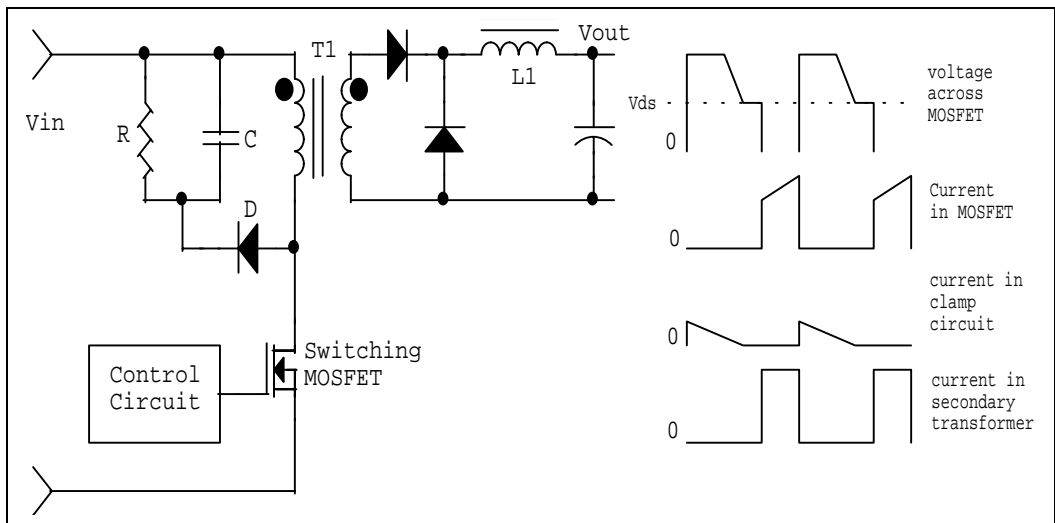 T1
Vout
L1
Vin
R
C
D
Switching
MOSFET
Control
Circuit
voltage
across
MOSFET
Vds
0
Current
in MOSFET
0
current in
clamp
circuit
0
current in
secondary
transformer
0